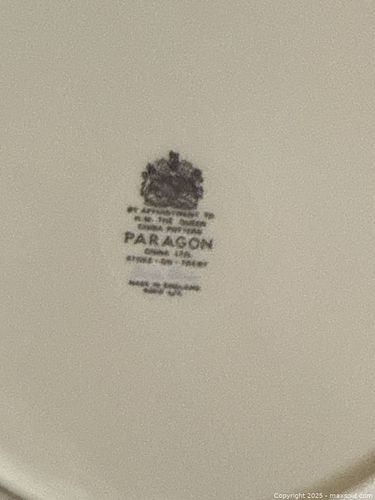 BY APPOINTMENT TO
H.M. THE QUEEN
CHINA POTTERS
PARAGON
CHINA LTD.
STOKE-ON-TRENT
MADE IN ENGLAND
Copyright 2025 - maxsold.com